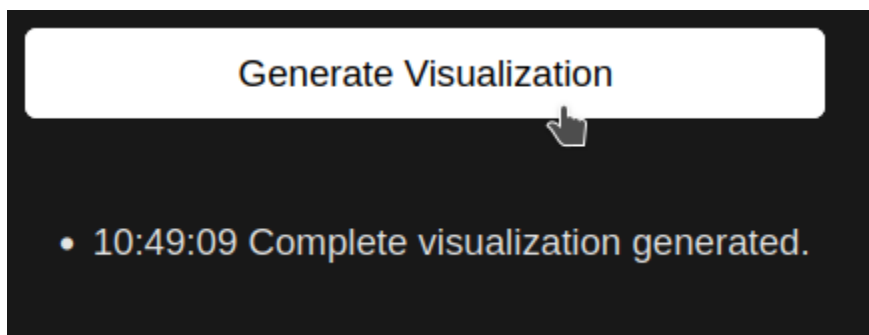 Generate Visualization
• 10:49:09 Complete visualization generated.